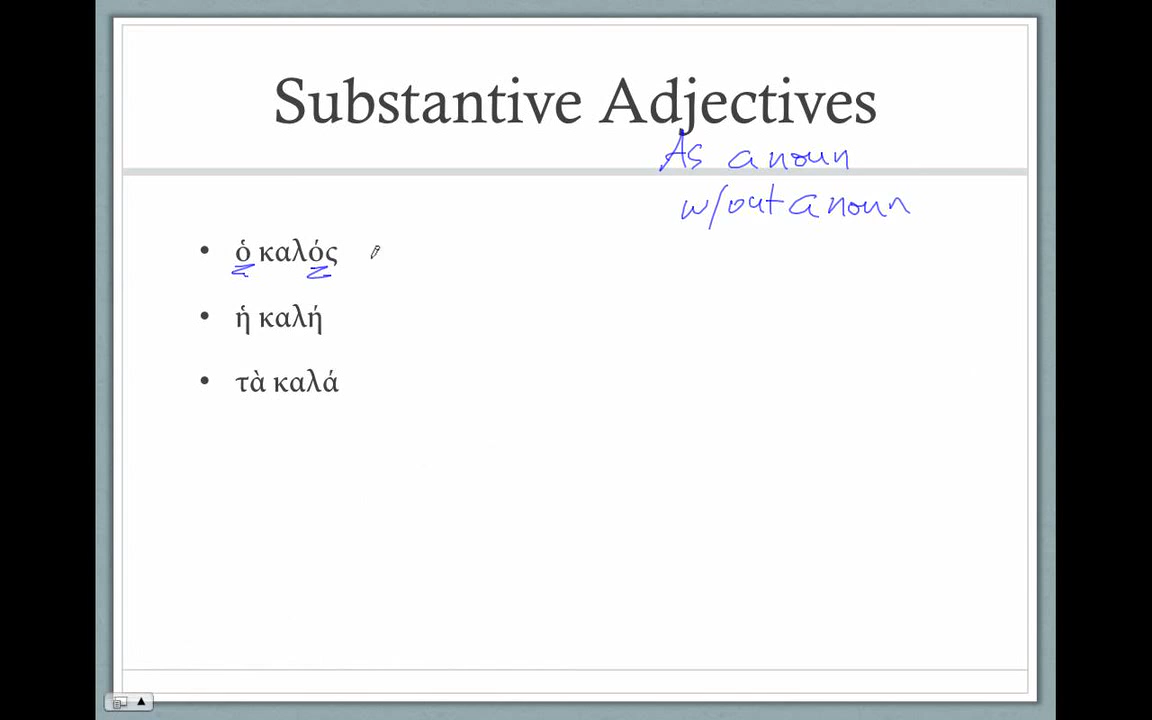 Substantive Adjectives
As a noun
w/out a noun
• ὁ καλός
• ἡ καλή
• τὰ καλά